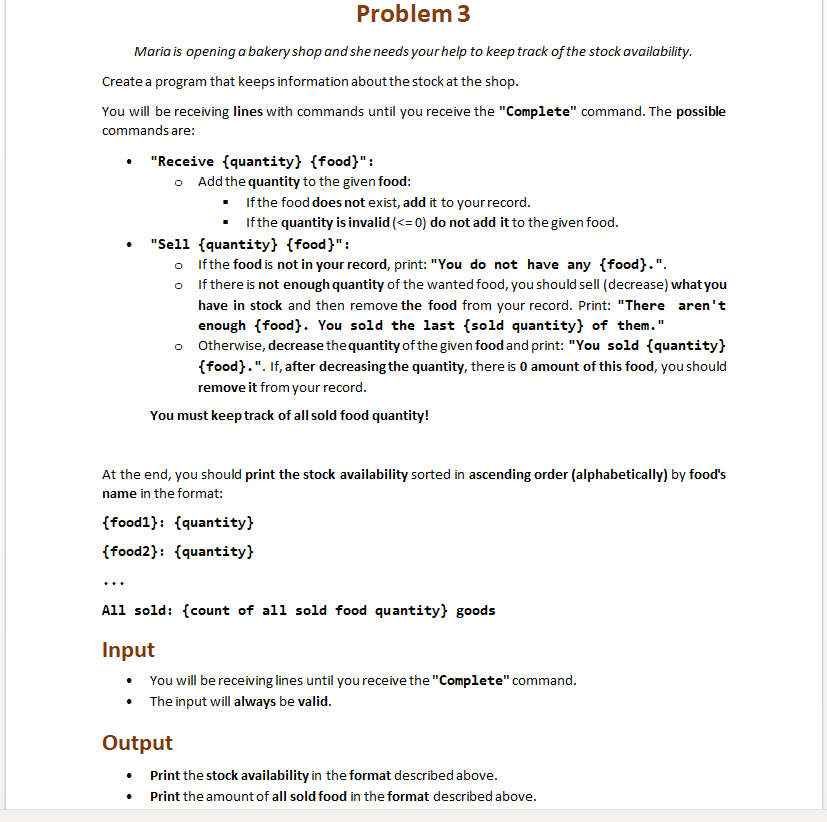 Problem 3
Maria is opening a bakery shop and she needs your help to keep track of the stock availability.
Create a program that keeps information about the stock at the shop.
You will be receiving lines with commands until you receive the "Complete" command. The possible
commands are:
• "Receive {quantity} {food}":
o Add the quantity to the given food:
▪ If the food does not exist, add it to your record.
▪ If the quantity is invalid (<= 0) do not add it to the given food.
• "Sell {quantity} {food}":
o If the food is not in your record, print: "You do not have any {food}.".
o If there is not enough quantity of the wanted food, you should sell (decrease) what you
have in stock and then remove the food from your record. Print: "There aren't
enough {food}. You sold the last {sold quantity} of them."
o Otherwise, decrease the quantity of the given food and print: "You sold {quantity}
{food}.". If, after decreasing the quantity, there is 0 amount of this food, you should
remove it from your record.
You must keep track of all sold food quantity!
At the end, you should print the stock availability sorted in ascending order (alphabetically) by food's
name in the format:
{food1}: {quantity}
{food2}: {quantity}
...
All sold: {count of all sold food quantity} goods
Input
• You will be receiving lines until you receive the "Complete" command.
• The input will always be valid.
Output
• Print the stock availability in the format described above.
• Print the amount of all sold food in the format described above.